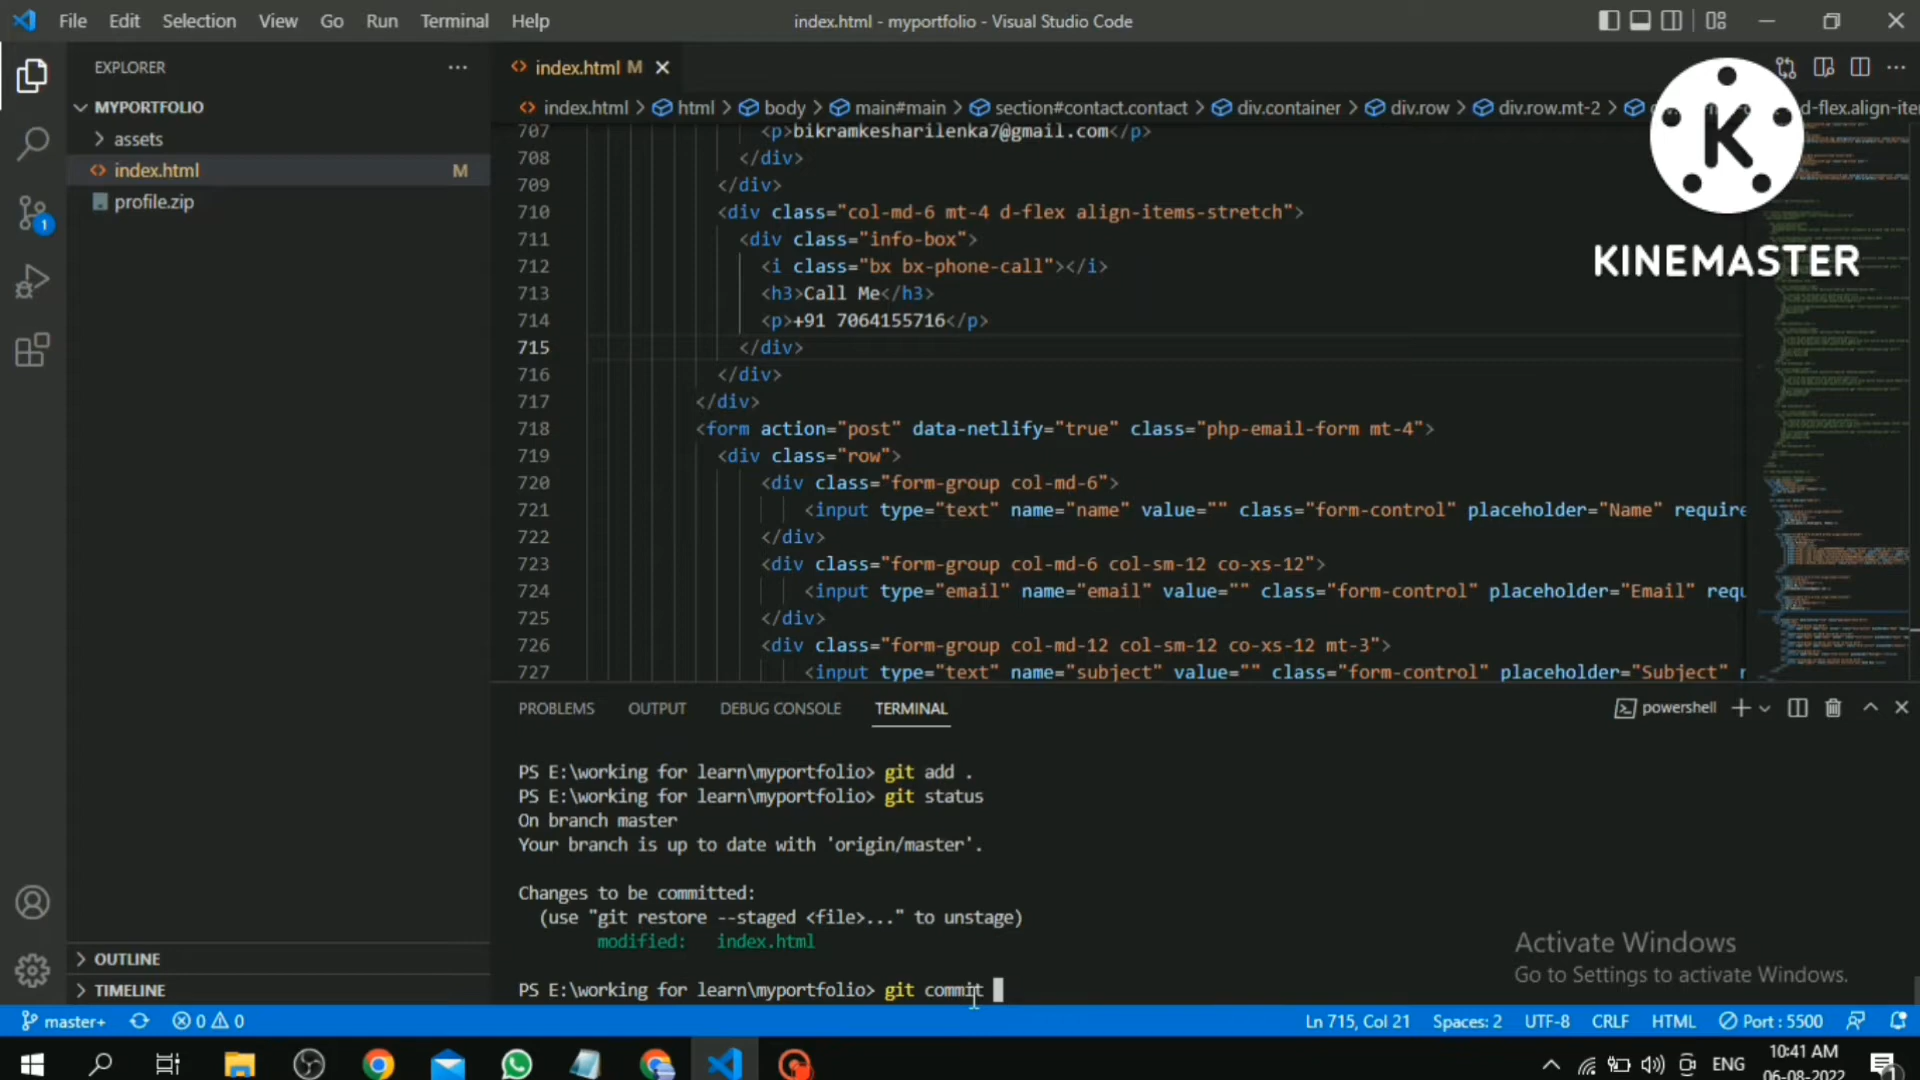 File Edit Selection View Go Run Terminal Help
index.html - myportfolio - Visual Studio Code
EXPLORER
MYPORTFOLIO
assets
index.html M
profile.zip
OUTLINE
TIMELINE
index.html M
index.html > html > body > main#main > section#contact.contact > div.container > div.row > div.row.mt-2 > d-flex.align-ite
707 <p>bikramkesharilenka7@gmail.com</p>
708 </div>
709 </div>
710 <div class="col-md-6 mt-4 d-flex align-items-stretch">
711 <div class="info-box">
712 <i class="bx bx-phone-call"></i>
713 <h3>Call Me</h3>
714 <p>+91 7064155716</p>
715 </div>
716 </div>
717 </div>
718 <form action="post" data-netlify="true" class="php-email-form mt-4">
719 <div class="row">
720 <div class="form-group col-md-6">
721 <input type="text" name="name" value="" class="form-control" placeholder="Name" require
722 </div>
723 <div class="form-group col-md-6 col-sm-12 co-xs-12">
724 <input type="email" name="email" value="" class="form-control" placeholder="Email" requ
725 </div>
726 <div class="form-group col-md-12 col-sm-12 co-xs-12 mt-3">
727 <input type="text" name="subject" value="" class="form-control" placeholder="Subject" r
K
KINEMASTER
PROBLEMS OUTPUT DEBUG CONSOLE TERMINAL
powershell
PS E:\working for learn\myportfolio> git add .
PS E:\working for learn\myportfolio> git status
On branch master
Your branch is up to date with 'origin/master'.
Changes to be committed:
(use "git restore --staged <file>..." to unstage)
modified: index.html
PS E:\working for learn\myportfolio> git commit
Activate Windows
Go to Settings to activate Windows.
1
master+ 0 0
Ln 715, Col 21 Spaces: 2 UTF-8 CRLF HTML Port : 5500
ENG
10:41 AM
06-08-2022
1